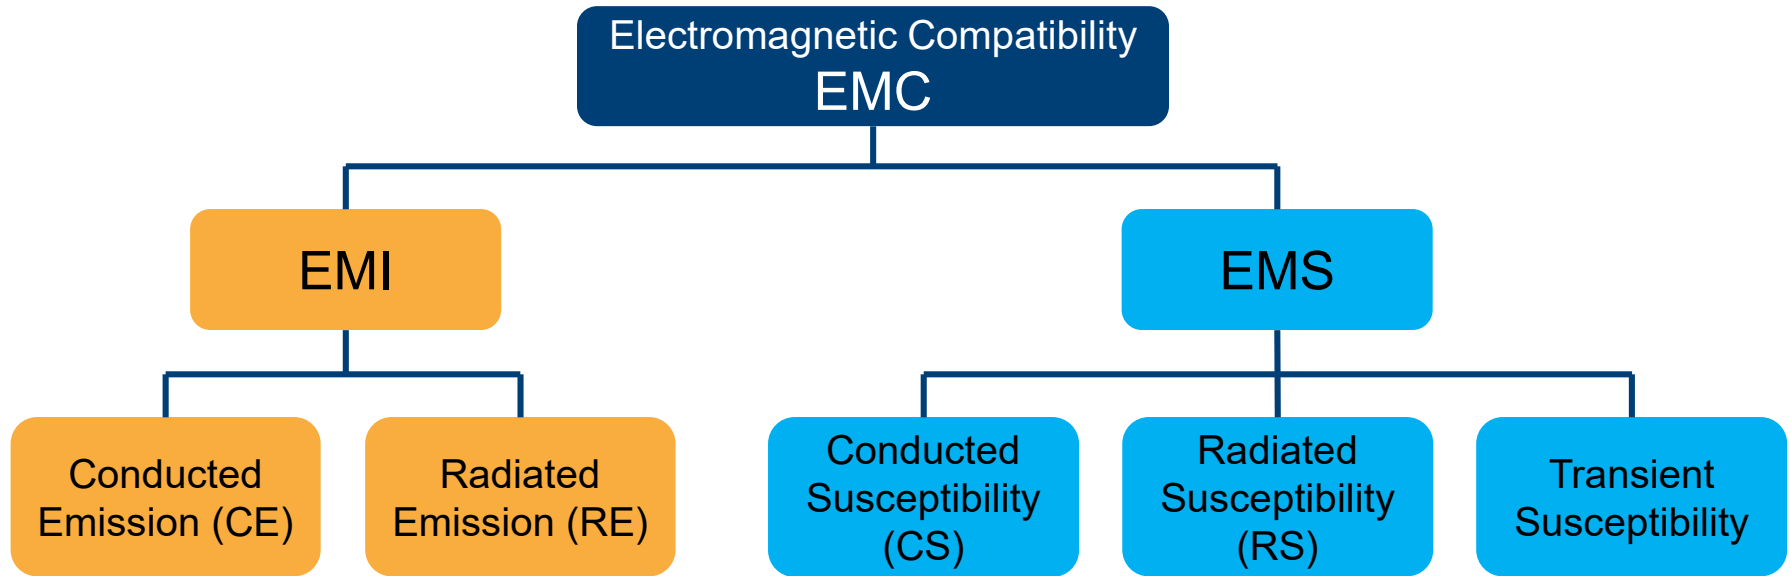 Electromagnetic Compatibility
EMC
EMI
EMS
Conducted
Emission (CE)
Radiated
Emission (RE)
Conducted
Susceptibility
(CS)
Radiated
Susceptibility
(RS)
Transient
Susceptibility